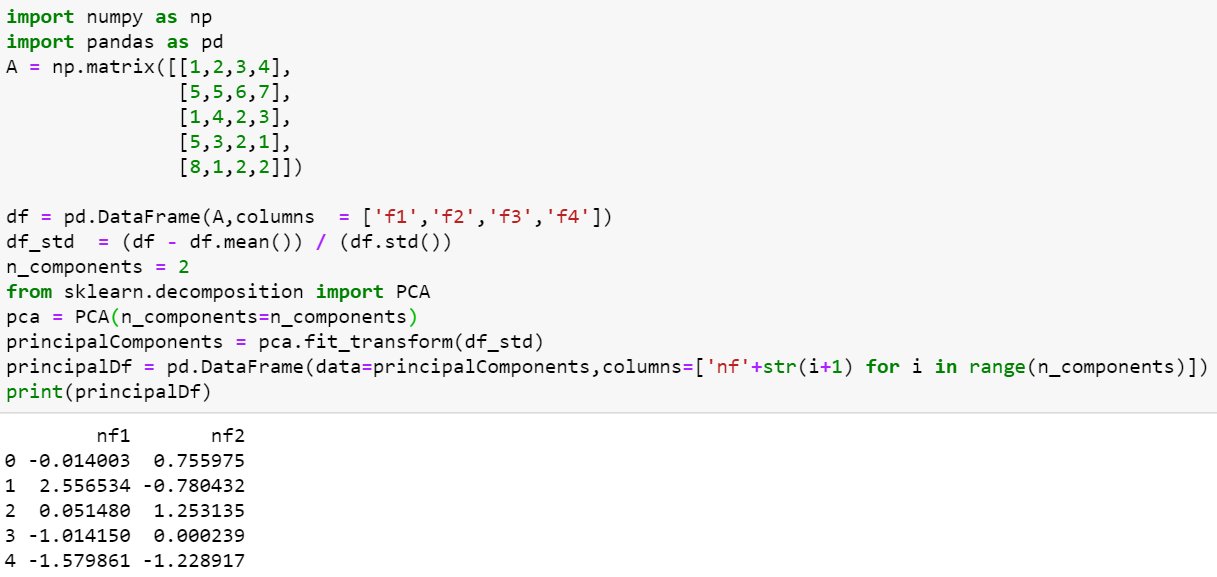 import numpy as np
import pandas as pd
A = np.matrix([[1,2,3,4],
               [5,5,6,7],
               [1,4,2,3],
               [5,3,2,1],
               [8,1,2,2]])

df = pd.DataFrame(A,columns  = ['f1','f2','f3','f4'])
df_std  = (df - df.mean()) / (df.std())
n_components = 2
from sklearn.decomposition import PCA
pca = PCA(n_components=n_components)
principalComponents = pca.fit_transform(df_std)
principalDf = pd.DataFrame(data=principalComponents,columns=['nf'+str(i+1) for i in range(n_components)])
print(principalDf)
        nf1       nf2
0 -0.014003  0.755975
1  2.556534 -0.780432
2  0.051480  1.253135
3 -1.014150  0.000239
4 -1.579861 -1.228917